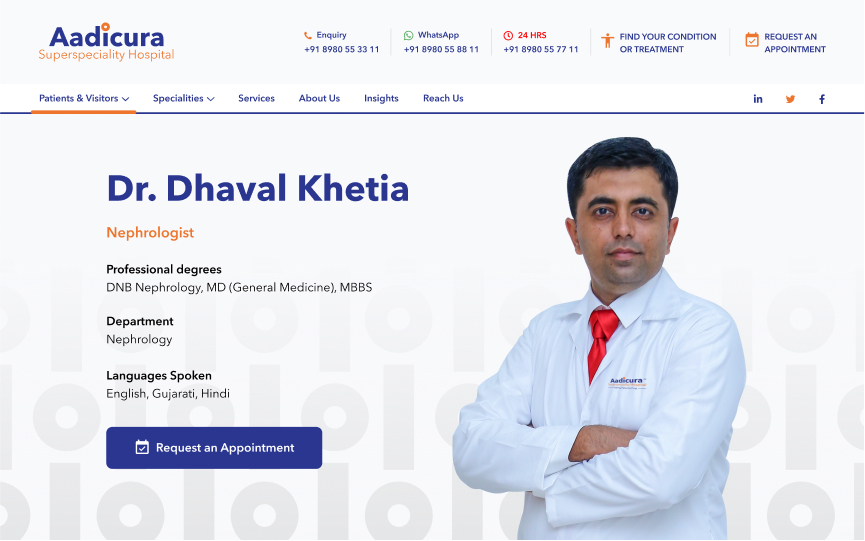 Aadicura
Superspeciality Hospital
Enquiry
+91 8980 55 33 11
WhatsApp
+91 8980 55 88 11
24 HRS
+91 8980 55 77 11
FIND YOUR CONDITION
OR TREATMENT
REQUEST AN
APPOINTMENT
Patients & Visitors
Specialities
Services
About Us
Insights
Reach Us
Dr. Dhaval Khetia
Nephrologist
Professional degrees
DNB Nephrology, MD (General Medicine), MBBS
Department
Nephrology
Languages Spoken
English, Gujarati, Hindi
Request an Appointment
Aadicura
Superspeciality Hospital